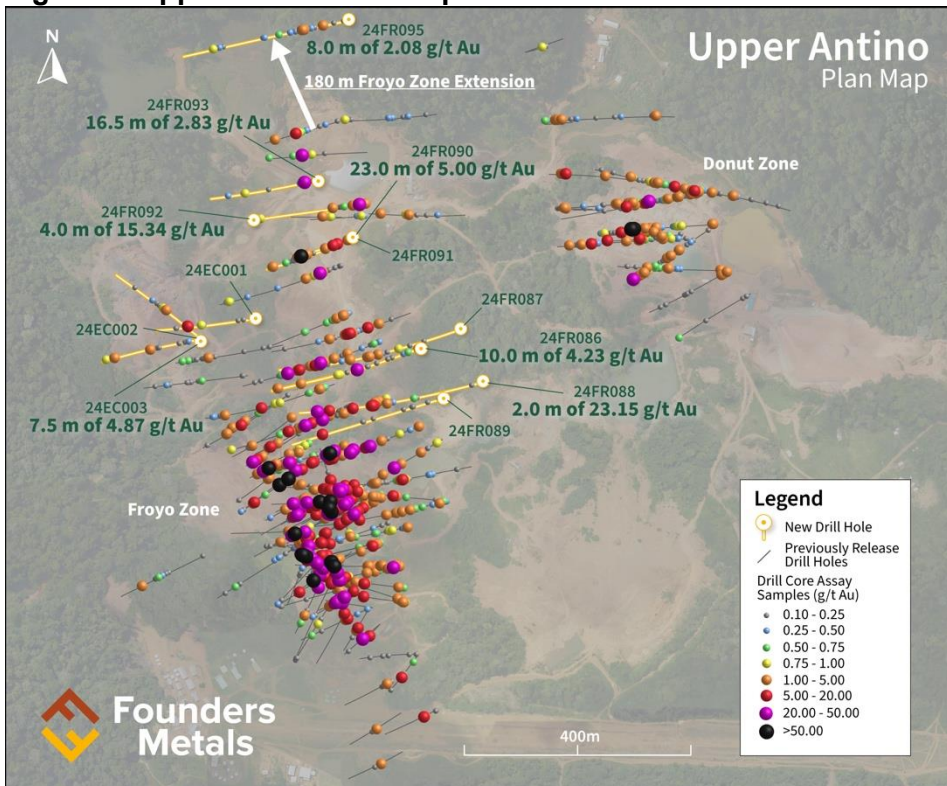 Upper Antino
Plan Map
N
24FR095
8.0 m of 2.08 g/t Au
180 m Froyo Zone Extension
24FR093
16.5 m of 2.83 g/t Au
24FR090
23.0 m of 5.00 g/t Au
Donut Zone
24FR092
4.0 m of 15.34 g/t Au
24FR091
24EC001
24EC002
24FR087
24FR086
10.0 m of 4.23 g/t Au
24FR088
2.0 m of 23.15 g/t Au
24EC003
7.5 m of 4.87 g/t Au
24FR089
Froyo Zone
Legend
New Drill Hole
Previously Release
Drill Holes
Drill Core Assay
Samples (g/t Au)
0.10 - 0.25
0.25 - 0.50
0.50 - 0.75
0.75 - 1.00
1.00 - 5.00
5.00 - 20.00
20.00 - 50.00
>50.00
Founders
Metals
400m